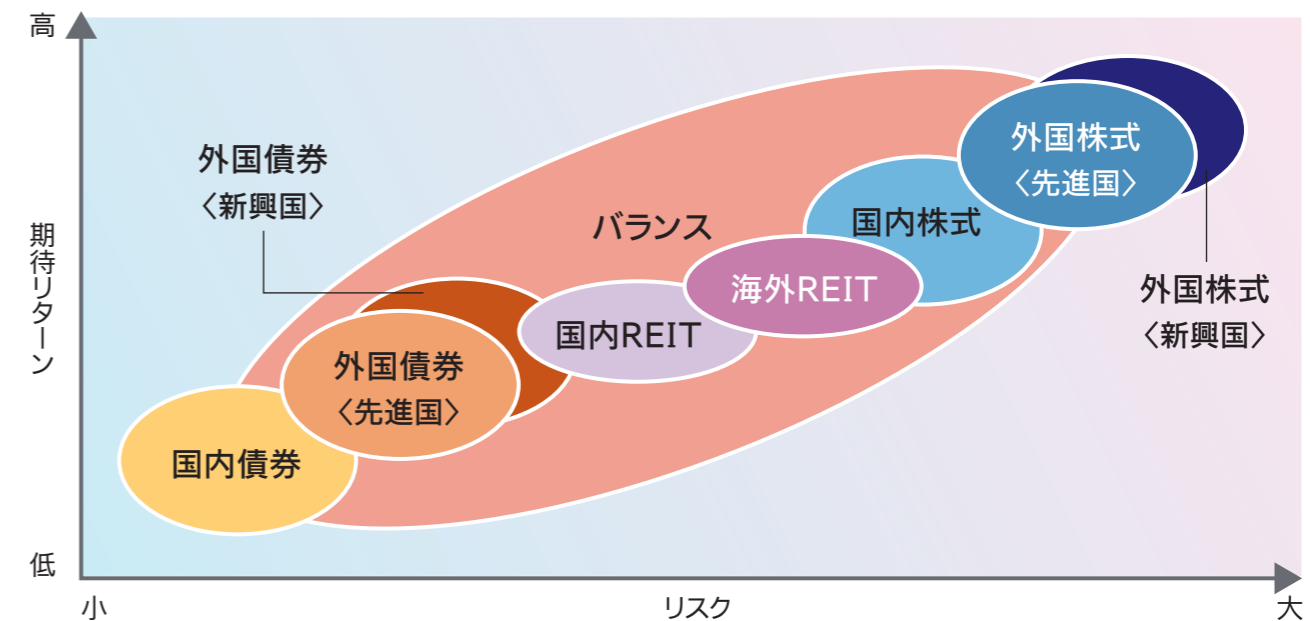 高
期待リターン
低
小
リスク
大
外国債券
〈新興国〉
バランス
外国株式
〈先進国〉
国内株式
海外REIT
外国株式
〈新興国〉
国内REIT
外国債券
〈先進国〉
国内債券